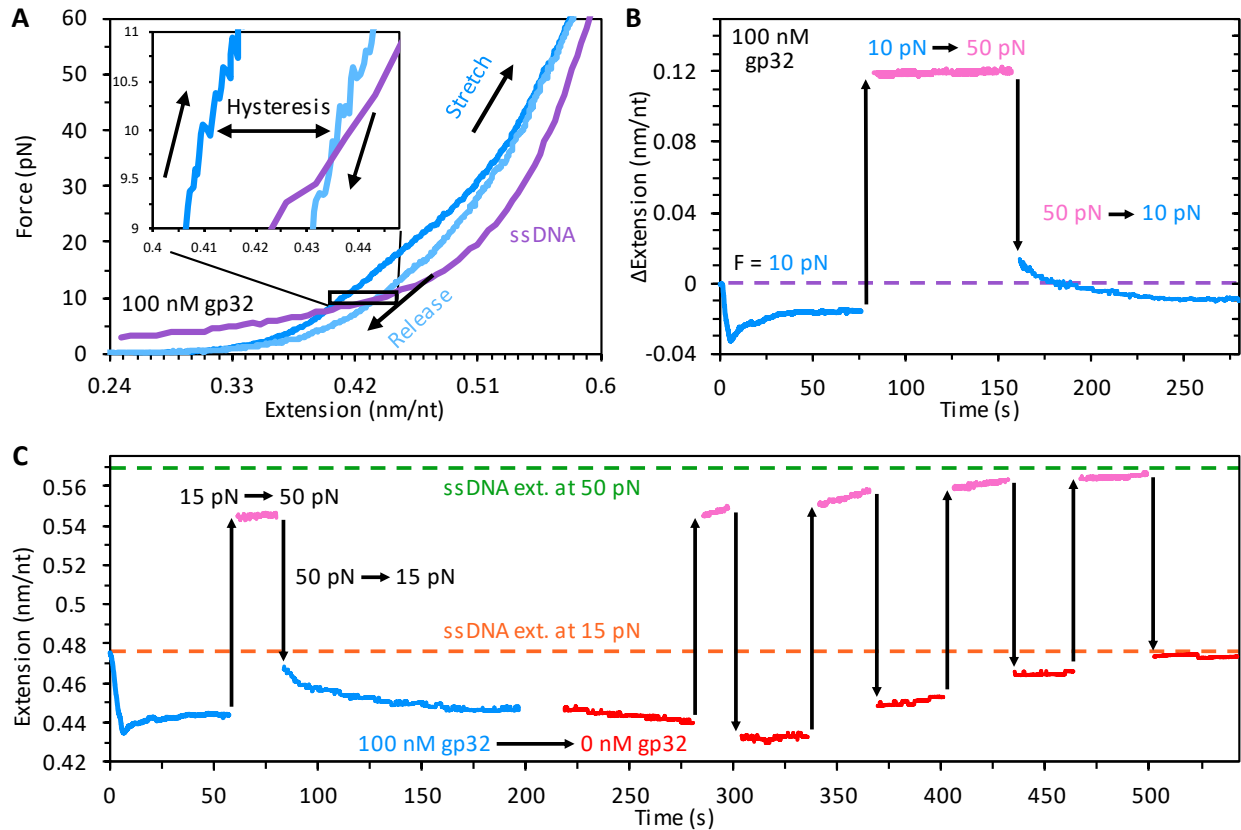 A
60
50
40
30
20
10
0
Force (pN)
11
10.5
10
9.5
9
0.4
0.41
0.42
0.43
0.44
Hysteresis
Stretch
ssDNA
100 nM gp32
Release
0.24
0.33
0.42
0.51
0.6
Extension (nm/nt)
B
100 nM
gp32
10 pN
50 pN
0.12
0.08
0.04
0
-0.04
ΔExtension (nm/nt)
50 pN
10 pN
F = 10 pN
0
50
100
150
200
250
Time (s)
C
0.56
0.54
0.52
0.5
0.48
0.46
0.44
0.42
Extension (nm/nt)
15 pN
50 pN
ssDNA ext. at 50 pN
50 pN
15 pN
ssDNA ext. at 15 pN
100 nM gp32
0 nM gp32
0
50
100
150
200
250
300
350
400
450
500
Time (s)